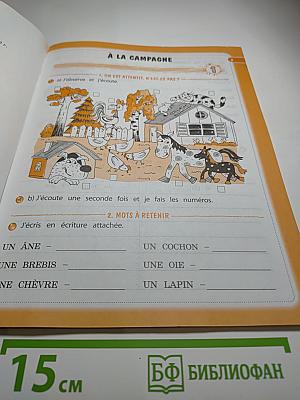 À LA CAMPAGNE
1. ON EST ATTENTIF, N'EST-CE PAS ?
a) J'observe et j'écoute.
b) J'écoute une seconde fois et je fais les numéros.
2. MOTS À RETENIR
J'écris en écriture attachée.
UN ÂNE –
UN COCHON –
UNE BREBIS –
UNE OIE –
NE CHÈVRE –
UN LAPIN –
15 СМ
БФ БИБЛИОФАН